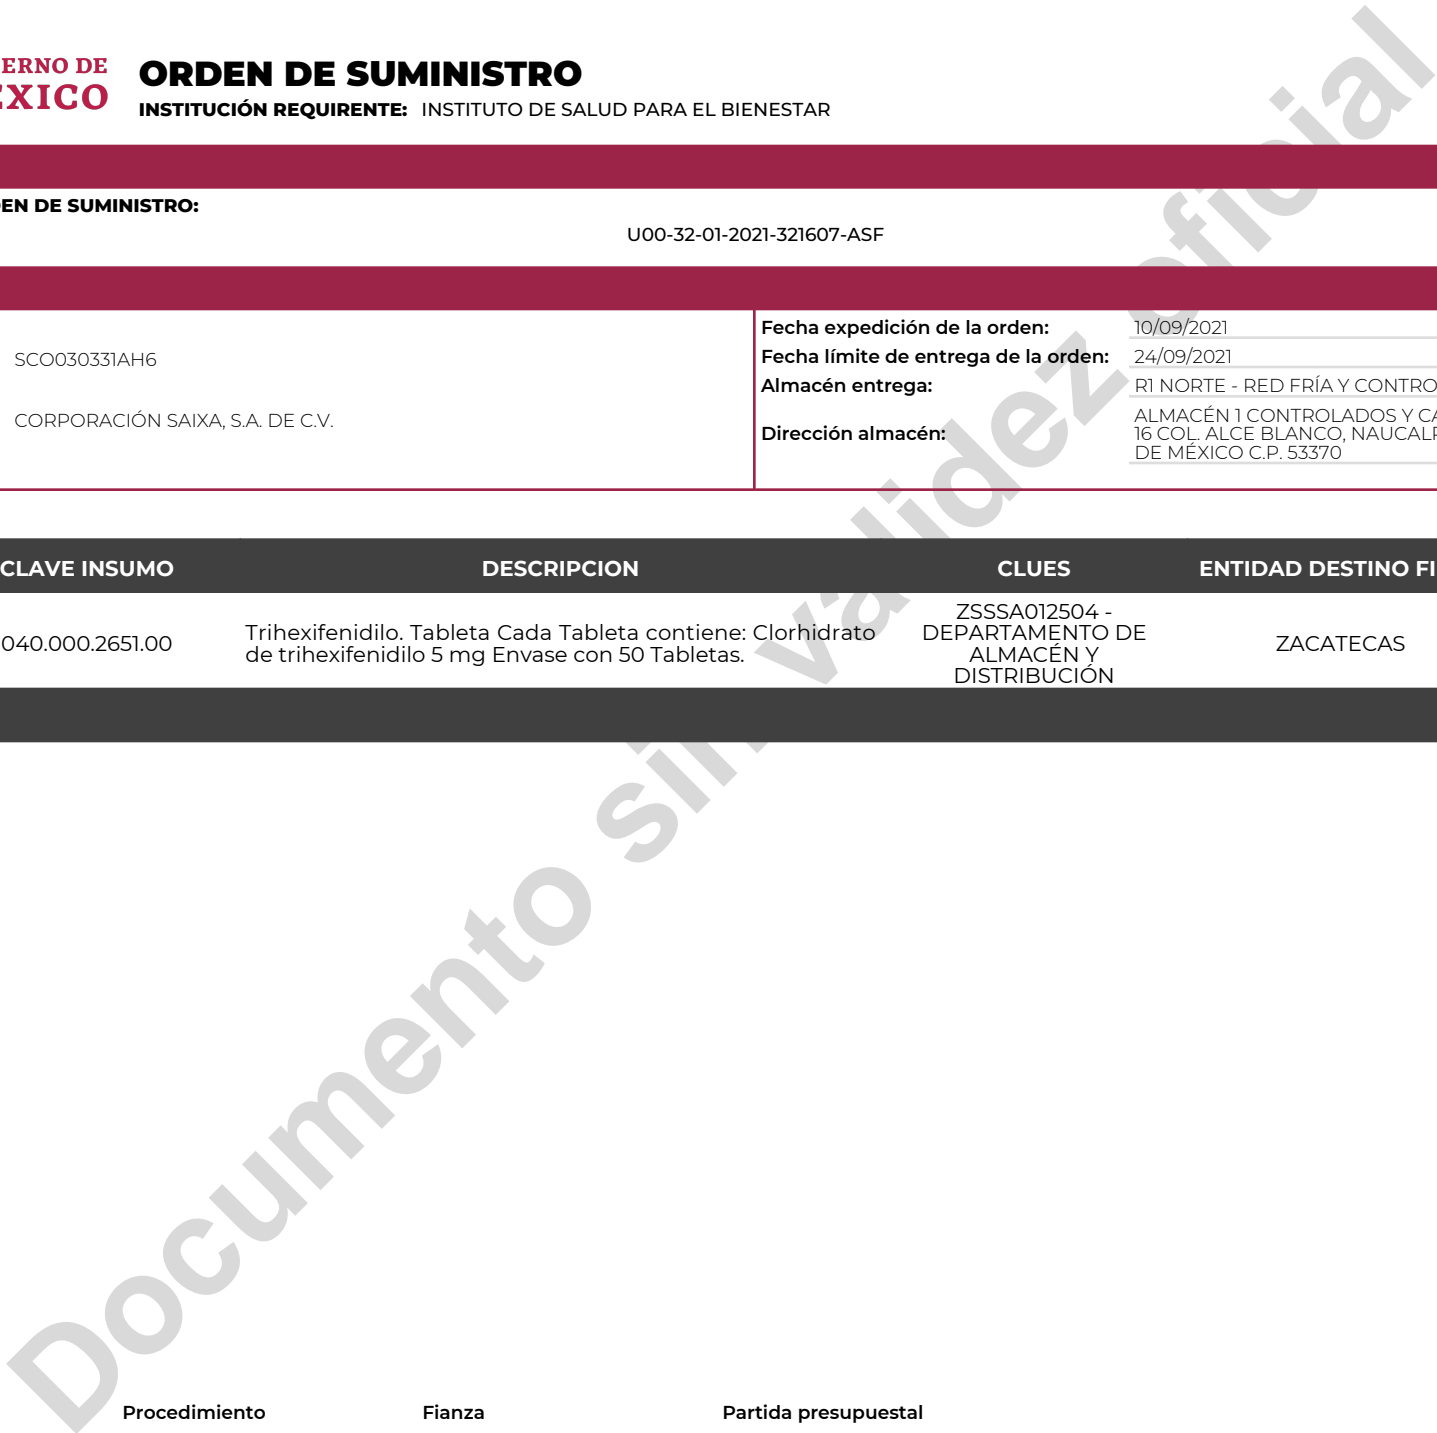 ERNO DE
ÉXICO
ORDEN DE SUMINISTRO
INSTITUCIÓN REQUIRENTE: INSTITUTO DE SALUD PARA EL BIENESTAR
EN DE SUMINISTRO:
U00-32-01-2021-321607-ASF
SCO030331AH6
CORPORACIÓN SAIXA, S.A. DE C.V.
Fecha expedición de la orden: 10/09/2021
Fecha límite de entrega de la orden: 24/09/2021
Almacén entrega: R1 NORTE - RED FRÍA Y CONTRO
Dirección almacén:
ALMACÉN 1 CONTROLADOS Y CA
16 COL. ALCE BLANCO, NAUCALP
DE MÉXICO C.P. 53370
CLAVE INSUMO DESCRIPCION CLUES ENTIDAD DESTINO FI
040.000.2651.00
Trihexifenidilo. Tableta Cada Tableta contiene: Clorhidrato
de trihexifenidilo 5 mg Envase con 50 Tabletas.
ZSSSA012504 -
DEPARTAMENTO DE
ALMACÉN Y
DISTRIBUCIÓN
ZACATECAS
Documento sin validez oficial
Procedimiento Fianza Partida presupuestal